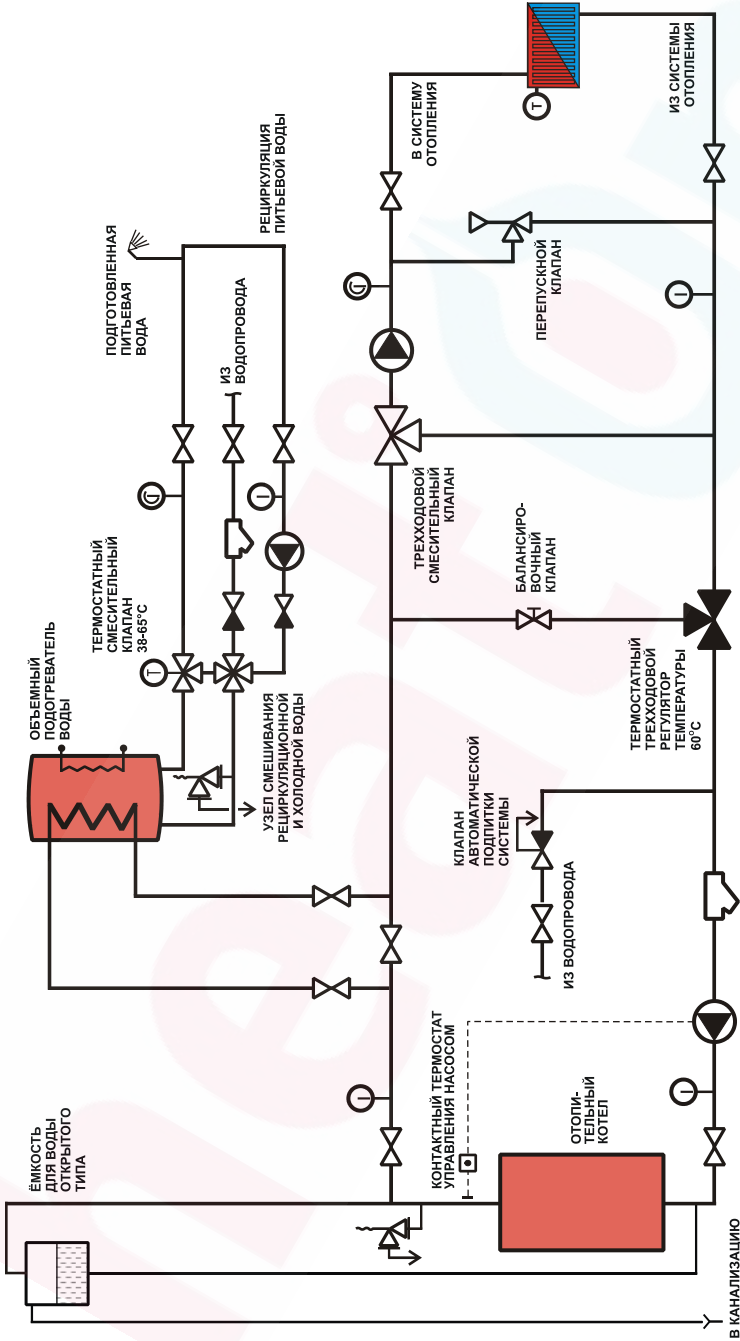 В СИСТЕМУ
ОТОПЛЕНИЯ
ИЗ СИСТЕМЫ
ОТОПЛЕНИЯ
T
РЕЦИРКУЛЯЦИЯ
ПИТЬЕВОЙ ВОДЫ
ПОДГОТОВЛЕННАЯ
ПИТЬЕВАЯ
ВОДА
ИЗ
ВОДОПРОВОДА
ПЕРЕПУСКНОЙ
КЛАПАН
ТРЕХХОДОВОЙ
СМЕСИТЕЛЬНЫЙ
КЛАПАН
БАЛАНСИРО-
ВОЧНЫЙ
КЛАПАН
ТЕРМОСТАТНЫЙ
СМЕСИТЕЛЬНЫЙ
КЛАПАН
38-65°C
T
ОБЪЕМНЫЙ
ПОДОГРЕВАТЕЛЬ
ВОДЫ
УЗЕЛ СМЕШИВАНИЯ
РЕЦИРКУЛЯЦИОННОЙ
И ХОЛОДНОЙ ВОДЫ
ТЕРМОСТАТНЫЙ
ТРЕХХОДОВОЙ
РЕГУЛЯТОР
ТЕМПЕРАТУРЫ
60°C
КЛАПАН
АВТОМАТИЧЕСКОЙ
ПОДПИТКИ
СИСТЕМЫ
ИЗ ВОДОПРОВОДА
КОНТАКТНЫЙ ТЕРМОСТАТ
УПРАВЛЕНИЯ НАСОСОМ
ОТОПИ-
ТЕЛЬНЫЙ
КОТЕЛ
ЁМКОСТЬ
ДЛЯ ВОДЫ
ОТКРЫТОГО
ТИПА
В КАНАЛИЗАЦИЮ